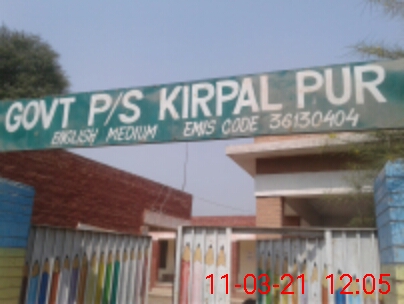 GOVT P/S KIRPAL PUR
ENGLISH MEDIUM EMIS CODE 36130404
11-03-21 12:05